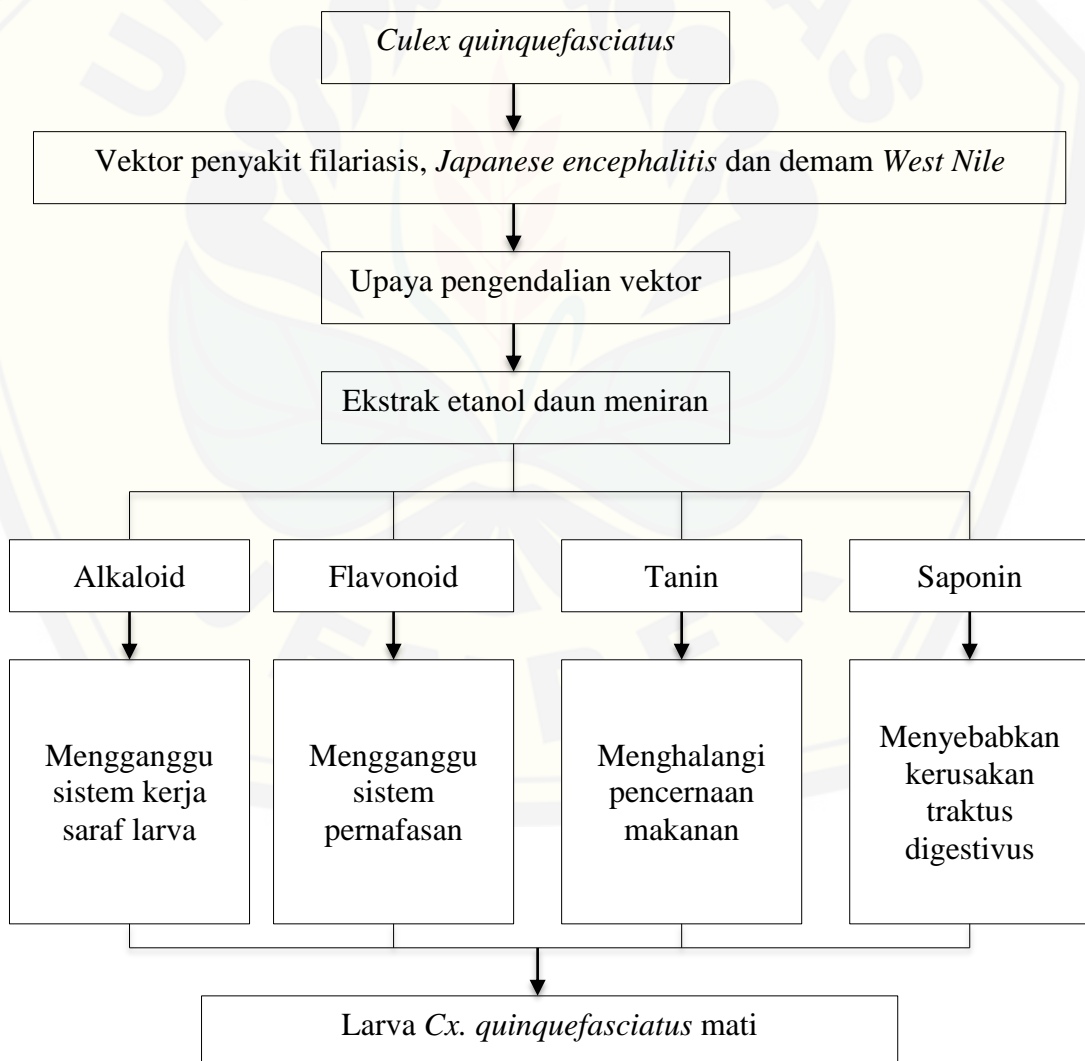 Culex quinquefasciatus
Vektor penyakit filariasis, Japanese encephalitis dan demam West Nile
Upaya pengendalian vektor
Ekstrak etanol daun meniran
Alkaloid
Flavonoid
Tanin
Saponin
Mengganggu
sistem kerja
saraf larva
Mengganggu
sistem
pernafasan
Menghalangi
pencernaan
makanan
Menyebabkan
kerusakan
traktus
digestivus
Larva Cx. quinquefasciatus mati